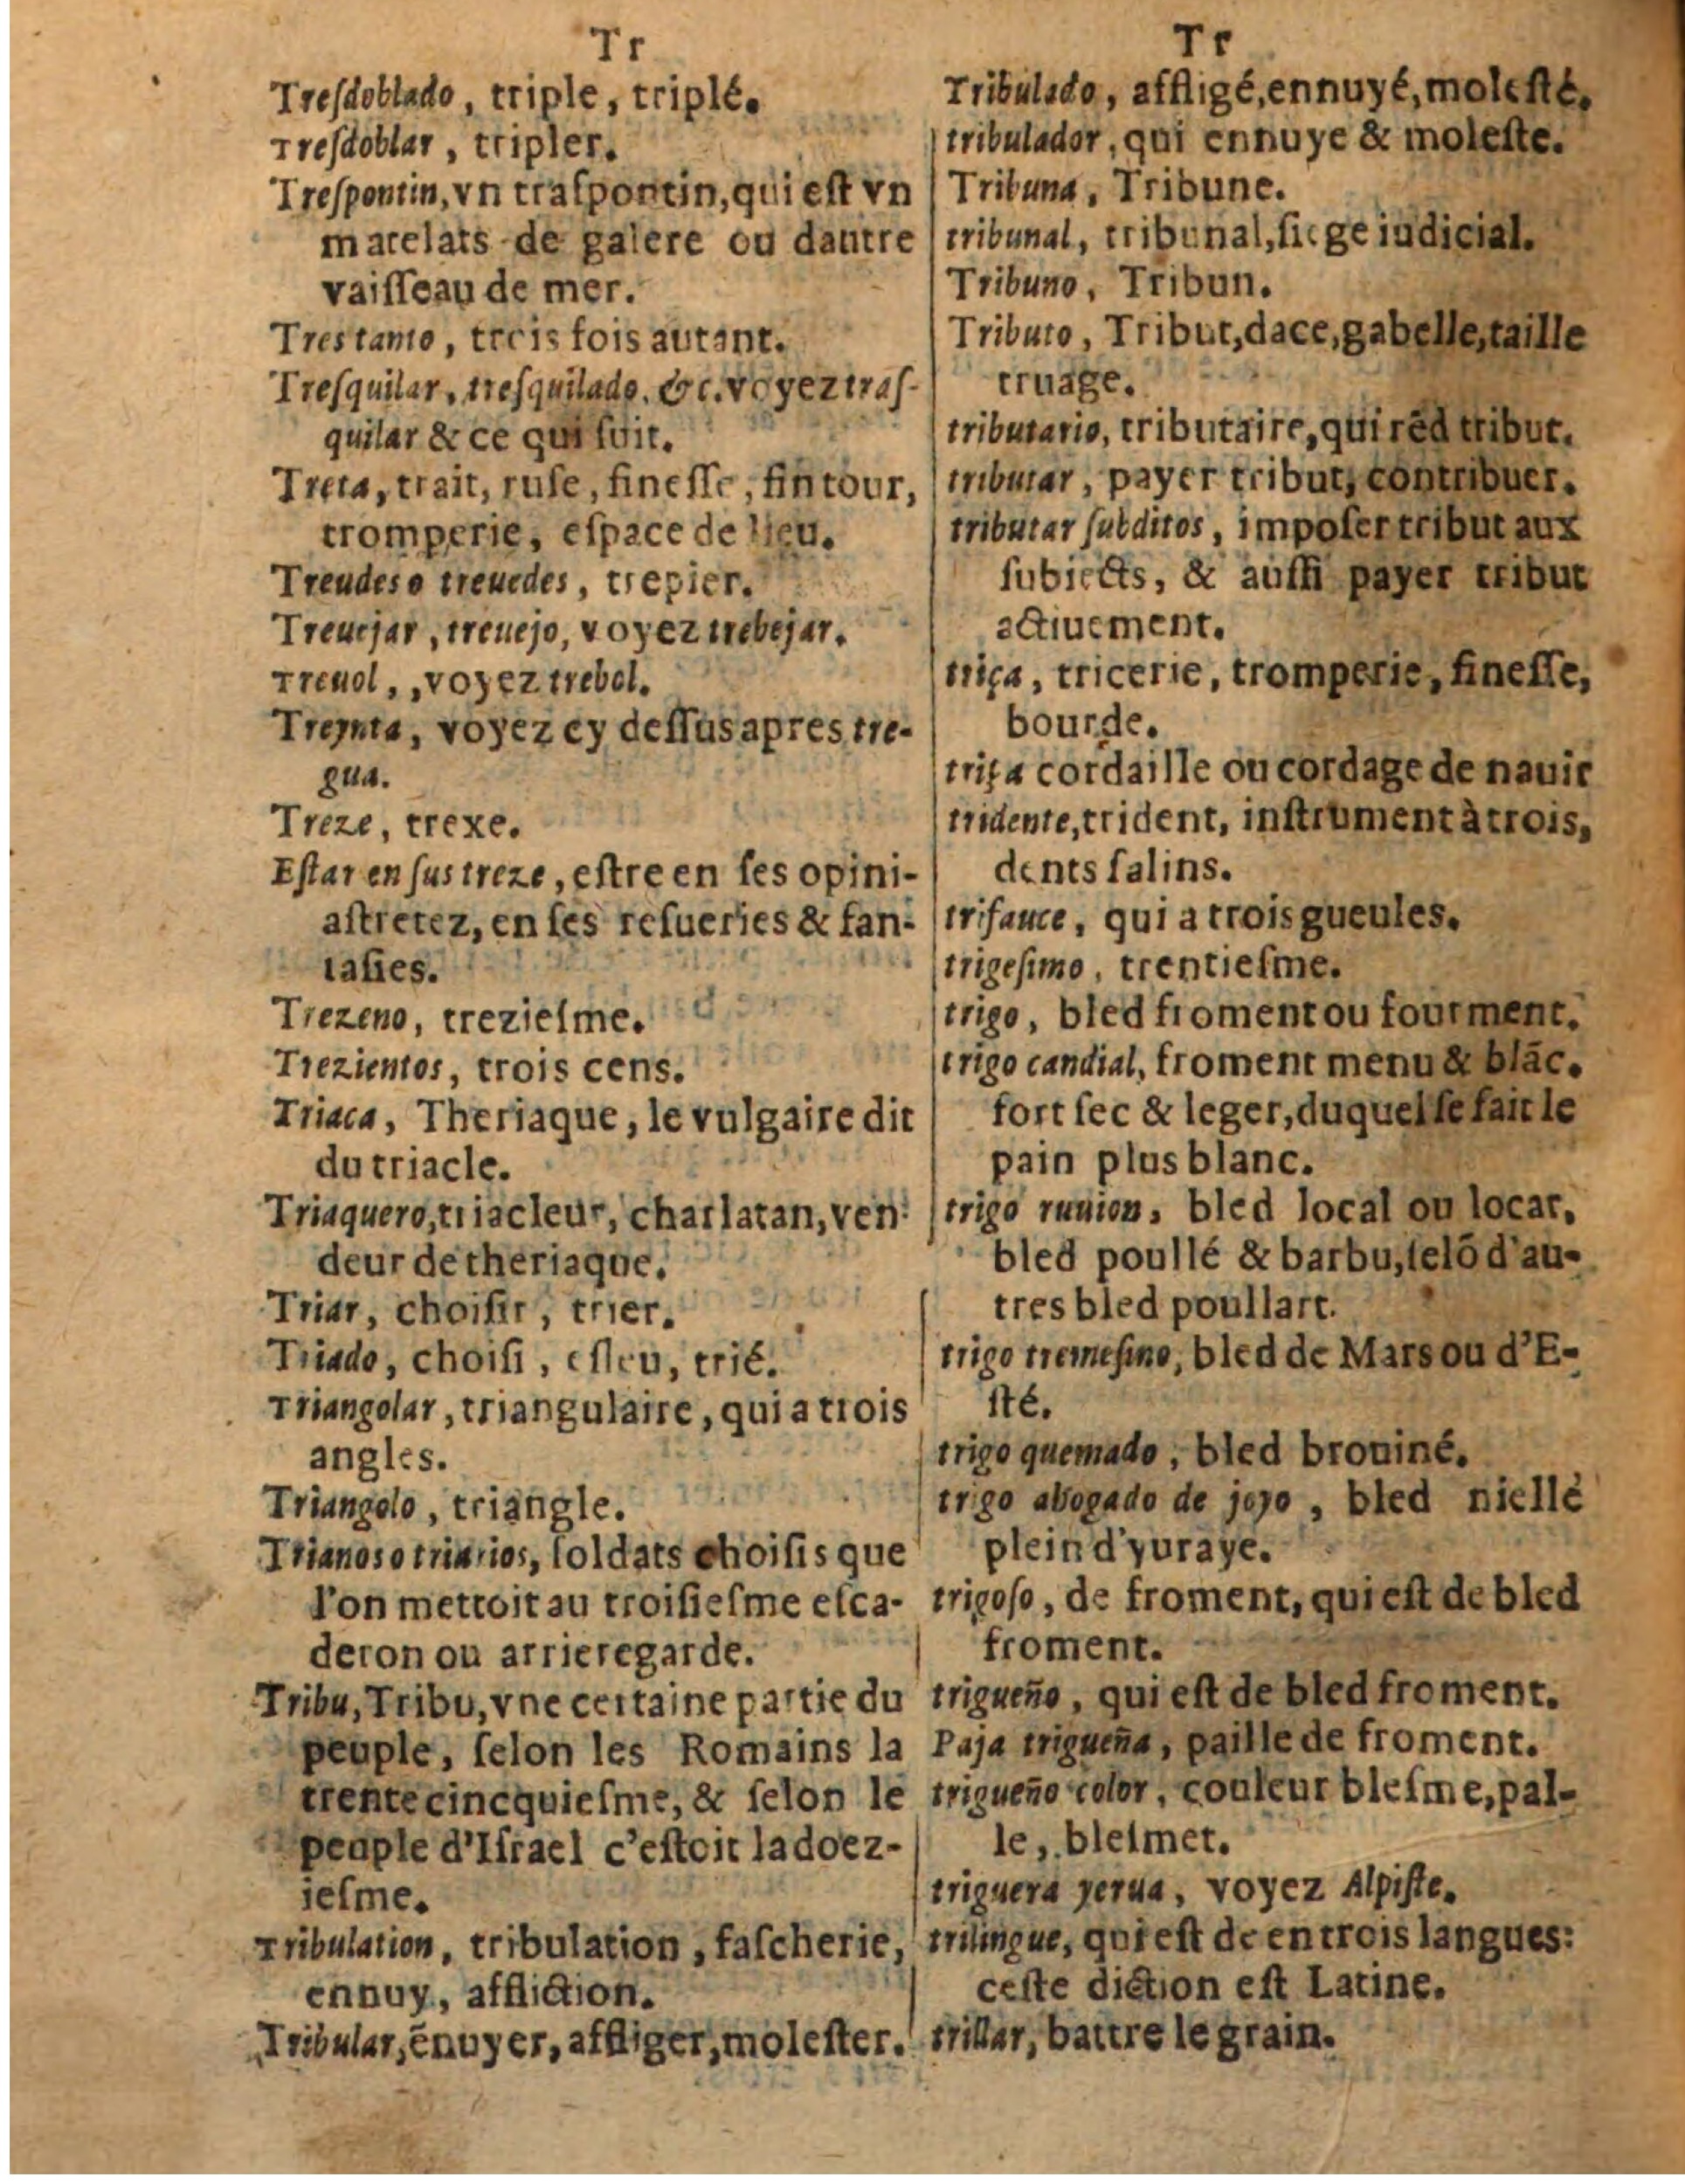 Tr
Treſdoblado, triple, triplé.
Treſdoblar, tripler.
Treſpontin, vn traſpontin, qui eſt vn
matelats de galere ou dautre
vaiſſeau de mer.
Tres tanto, trois fois autant.
Treſquilar, treſquilado, &c. voyez traſ-
quilar & ce qui ſuit.
Treta, trait, ruſe, fineſſe, fin tour,
tromperie, eſpace de lieu.
Treudes o treuedes, trepier.
Treuejar, treuejo, voyez trebejar.
Treuol, , voyez trebol.
Treynta, voyez cy deſſus apres tre-
gua.
Treze, trexe.
Eſtar en ſus treze, eſtre en ſes opini-
aſtretez, en ſes reſueries & fan-
taſies.
Trezeno, trezieſme.
Trezientos, trois cens.
Triaca, Theriaque, le vulgaire dit
du triacle.
Triaquero, triacleur, charlatan, ven-
deur de theriaque.
Triar, choiſir, trier.
Triado, choiſi, eſleu, trié.
Triangolar, triangulaire, qui a trois
angles.
Triangolo, triangle.
Trianos o triarios, ſoldats choiſis que
l'on mettoit au troiſieſme eſca-
deron ou arrieregarde.
Tribu, Tribu, vne certaine partie du
peuple, ſelon les Romains la
trente cincquieſme, & ſelon le
peuple d'Iſrael c'eſtoit la doez-
ieſme.
Tribulation, tribulation, faſcherie,
ennuy, affliction.
Tribular, ẽnuyer, affliger, moleſter.
Tr
Tribulado, affligé, ennuyé, moleſté.
tribulador, qui ennuye & moleſte.
Tribuna, Tribune.
tribunal, tribunal, ſiege iudicial.
Tribuno, Tribun.
Tributo, Tribut, dace, gabelle, taille
truage.
tributario, tributaire, qui rẽd tribut.
tributar, payer tribut, contribuer.
tributar ſubditos, impoſer tribut aux
ſubiects, & auſſi payer tribut
actiuement.
triça, tricerie, tromperie, fineſſe,
bourde.
triça cordaille ou cordage de nauir
tridente, trident, inſtrument à trois,
dents ſalins.
trifauce, qui a trois gueules.
trigeſimo, trentieſme.
trigo, bled froment ou fourment.
trigo candial, froment menu & blãc.
fort ſec & leger, duquel ſe fait le
pain plus blanc.
trigo ruuion, bled local ou locar,
bled poullé & barbu, ſelõ d'au-
tres bled poullart.
trigo tremeſino, bled de Mars ou d'E-
ſté.
trigo quemado, bled brouiné.
trigo abogado de joyo, bled niellé
plein d'yuraye.
trigoſo, de froment, qui eſt de bled
froment.
trigueño, qui eſt de bled froment.
Paja trigueña, paille de froment.
trigueño color, couleur bleſme, pal-
le, bleſmet.
triguera yerua, voyez Alpiſte.
trilingue, qui eſt de en trois langues:
ceſte diction eſt Latine.
trillar, battre le grain.